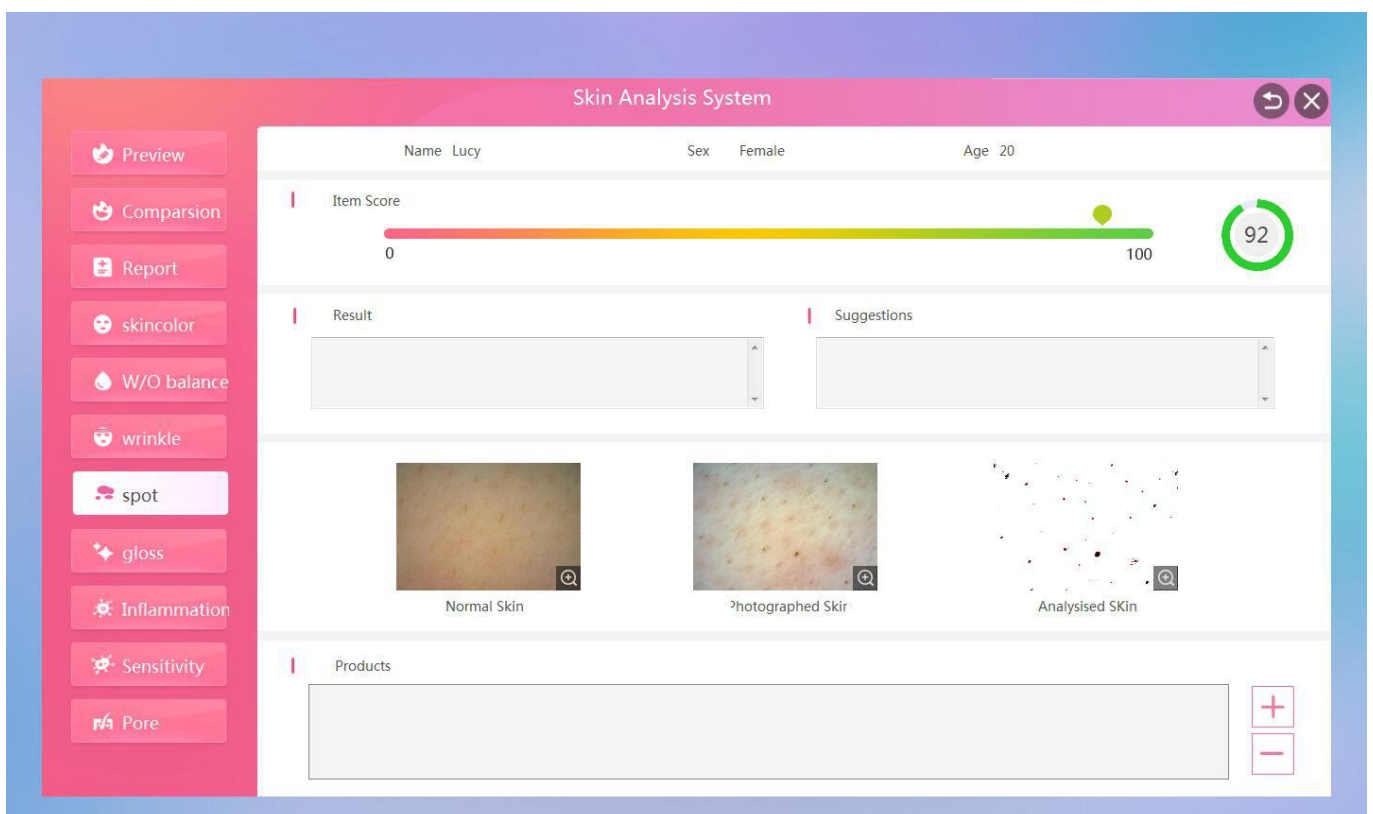 Skin Analysis System
Preview
Comparsion
Report
skincolor
W/O balance
wrinkle
spot
gloss
Inflammation
Sensitivity
Pore
Name Lucy Sex Female Age 20
Item Score
0 100
92
Result Suggestions
Normal Skin Photographed Skir Analysised SKin
Products